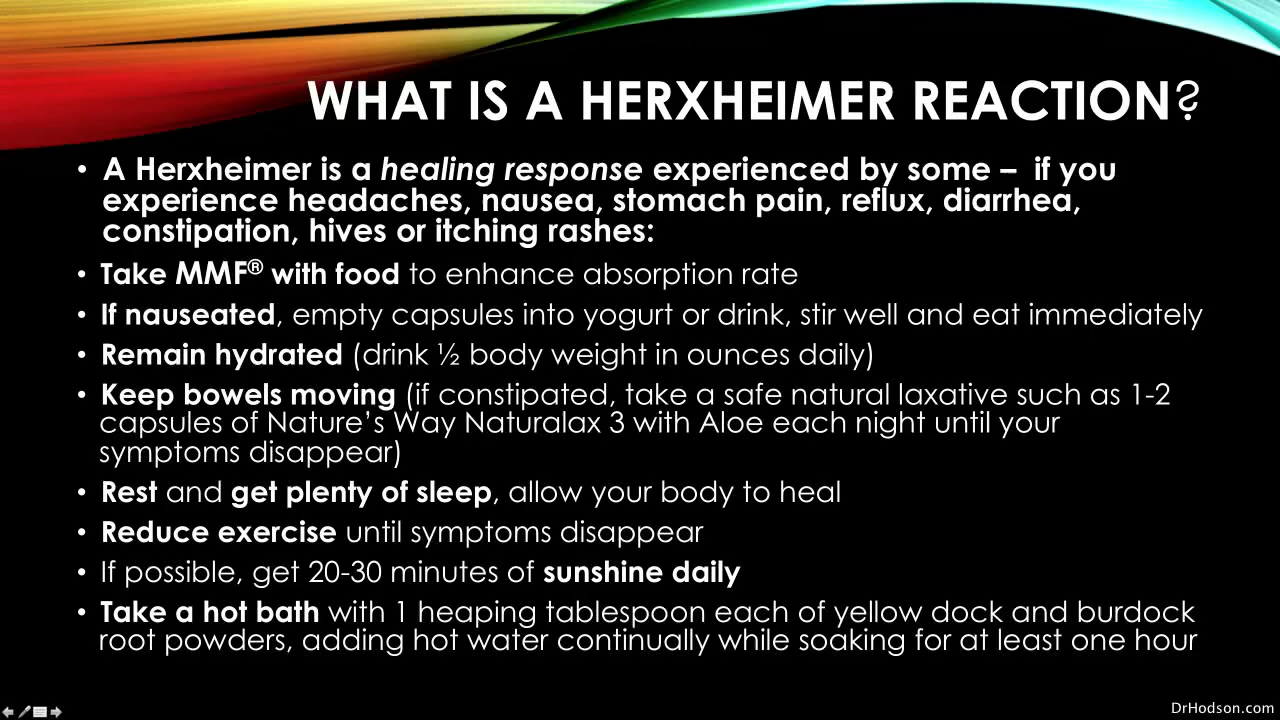 WHAT IS A HERXHEIMER REACTION?
• A Herxheimer is a healing response experienced by some – if you
experience headaches, nausea, stomach pain, reflux, diarrhea,
constipation, hives or itching rashes:
• Take MMF® with food to enhance absorption rate
• If nauseated, empty capsules into yogurt or drink, stir well and eat immediately
• Remain hydrated (drink ½ body weight in ounces daily)
• Keep bowels moving (if constipated, take a safe natural laxative such as 1-2
capsules of Nature’s Way Naturalax 3 with Aloe each night until your
symptoms disappear)
• Rest and get plenty of sleep, allow your body to heal
• Reduce exercise until symptoms disappear
• If possible, get 20-30 minutes of sunshine daily
• Take a hot bath with 1 heaping tablespoon each of yellow dock and burdock
root powders, adding hot water continually while soaking for at least one hour
DrHodson.com